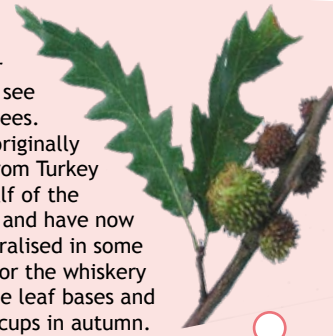 see
ees.
originally
om Turkey
lf of the
and have now
ralised in some
or the whiskery
e leaf bases and
cups in autumn.